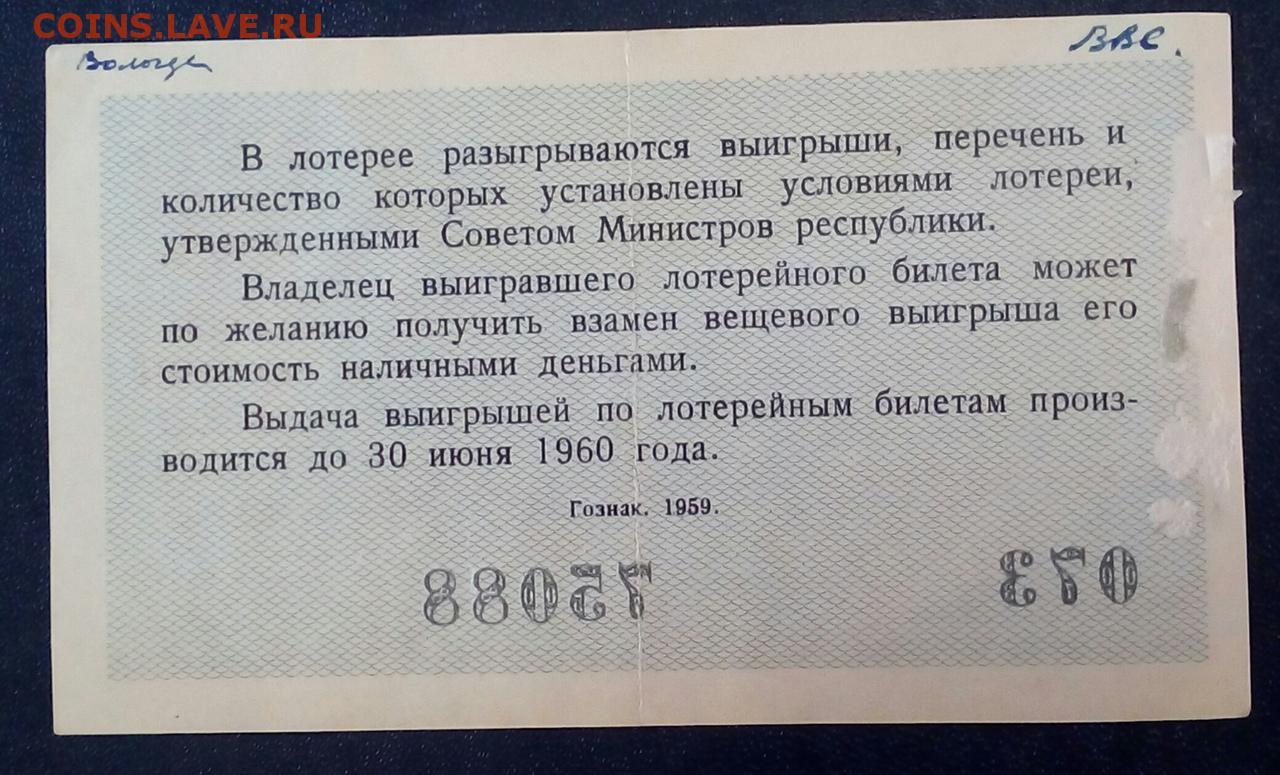 COINS.LAVE.RU
Вологда
ВВС.
В лотерее разыгрываются выигрыши, перечень и
количество которых установлены условиями лотереи,
утвержденными Советом Министров республики.
Владелец выигравшего лотерейного билета может
по желанию получить взамен вещевого выигрыша его
стоимость наличными деньгами.
Выдача выигрышей по лотерейным билетам произ-
водится до 30 июня 1960 года.
Гознак. 1959.
75088 073